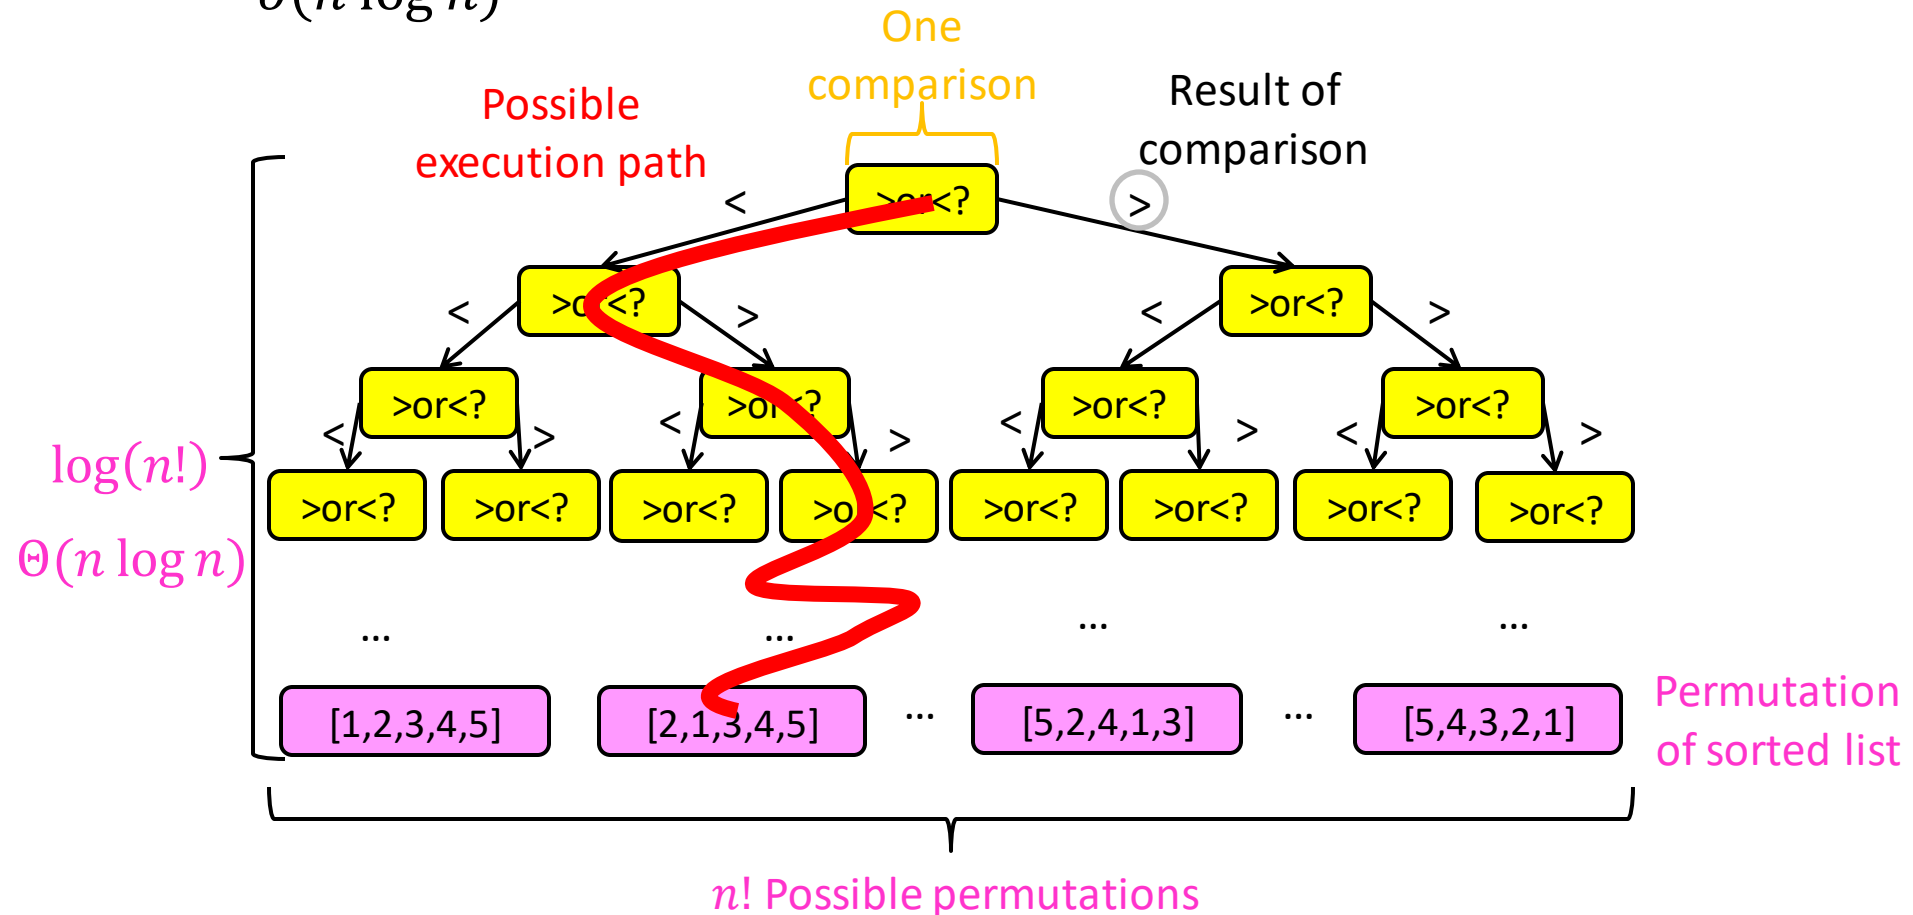 (n log n)
One
comparison
Possible
execution path
Result of
comparison
>or<?
< >
>or<? >or<?
< > < >
>or<? >or<? >or<? >or<?
< > < > < > < >
log(n!)
>or<? >or<? >or<? >or<? >or<? >or<? >or<? >or<?
Θ(n log n)
... ... ... ...
[1,2,3,4,5] [2,1,3,4,5] ... [5,2,4,1,3] ... [5,4,3,2,1]
Permutation
of sorted list
n! Possible permutations